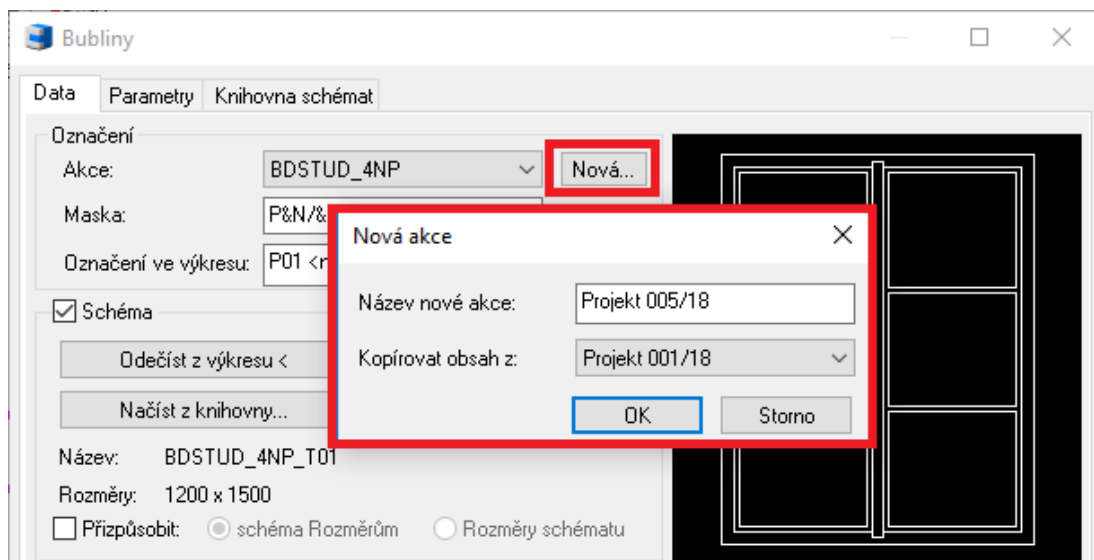 Bubliny
Data Parametry Knihovna schémat
Označení
Akce: BDSTUD_4NP Nová...
Maska: P&N/&
Označení ve výkresu: P01 <r
Nová akce
Název nové akce: Projekt 005/18
Kopírovat obsah z: Projekt 001/18
OK Storno
Schéma
Odečíst z výkresu <
Načíst z knihovny...
Název: BDSTUD_4NP_T01
Rozměry: 1200 x 1500
Přizpůsobit: schéma Rozměrům Rozměry schématu